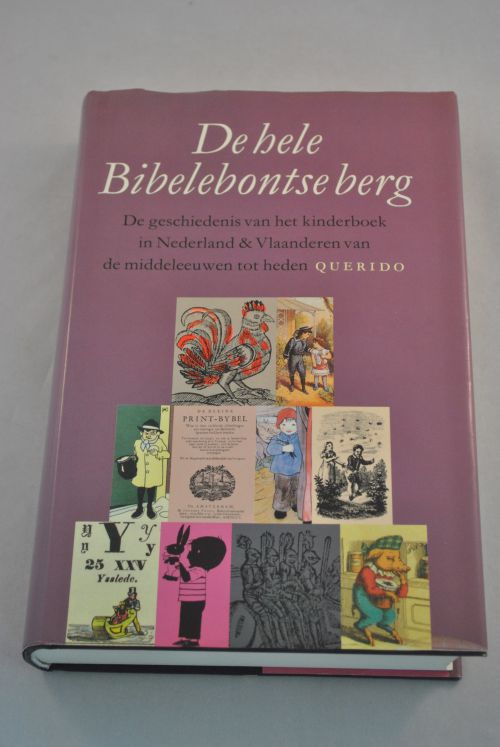 De hele
Bibelebontse berg
De geschiedenis van het kinderboek
in Nederland & Vlaanderen van
de middeleeuwen tot heden QUERIDO
DE KLEINE
PRINT-BYBEL
Y
25 XXV
Ysslede.